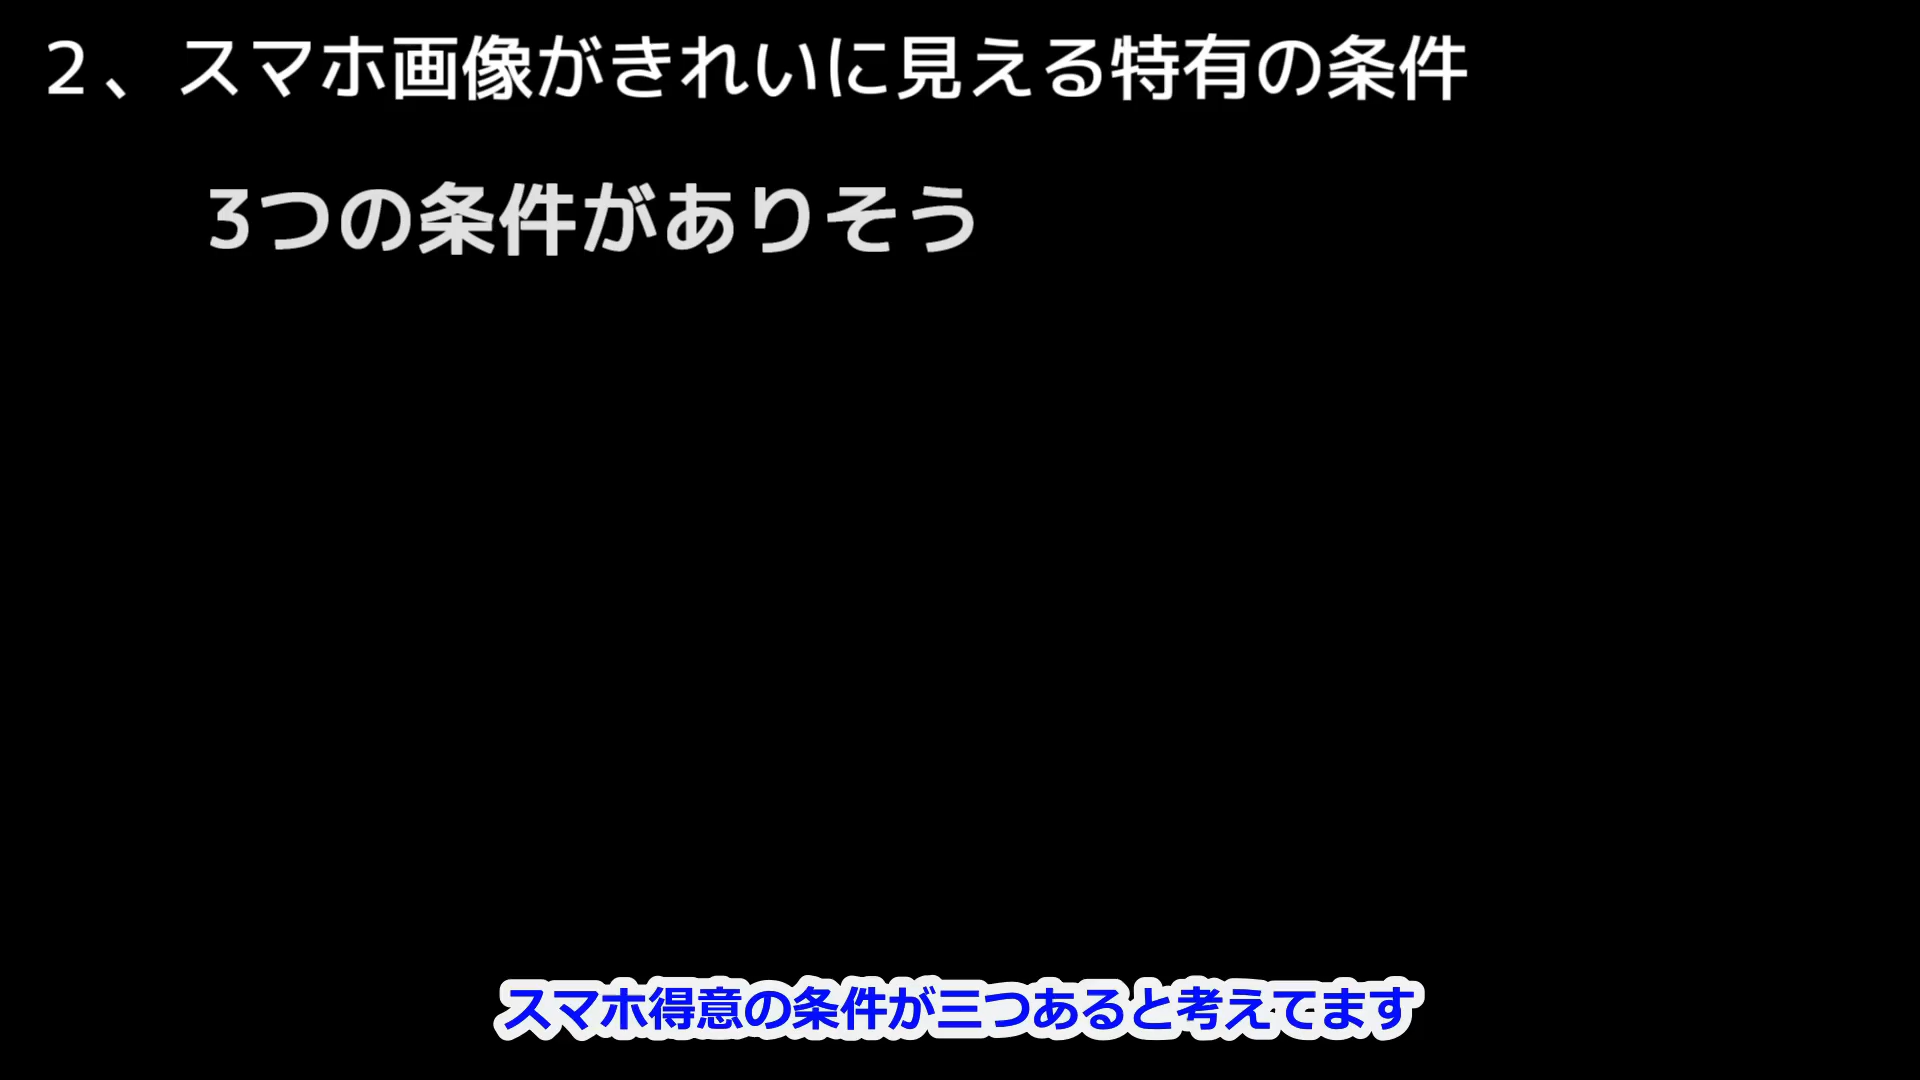 ２、スマホ画像がきれいに見える特有の条件
3つの条件がありそう
スマホ得意の条件が三つあると考えてます